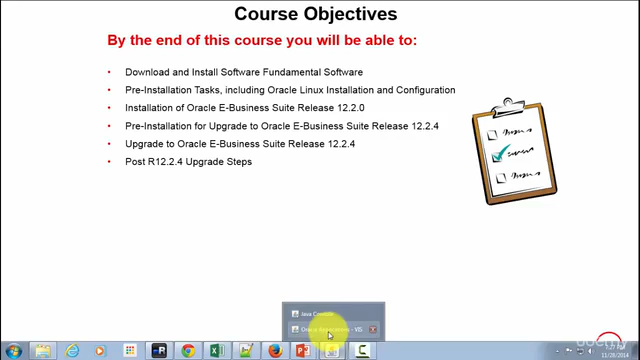 Course Objectives
By the end of this course you will be able to:
• Download and Install Software Fundamental Software
• Pre-Installation Tasks, including Oracle Linux Installation and Configuration
• Installation of Oracle E-Business Suite Release 12.2.0
• Pre-Installation for Upgrade to Oracle E-Business Suite Release 12.2.4
• Upgrade to Oracle E-Business Suite Release 12.2.4
• Post R12.2.4 Upgrade Steps
Java Console
Oracle Applications - VIS
11/28/2014